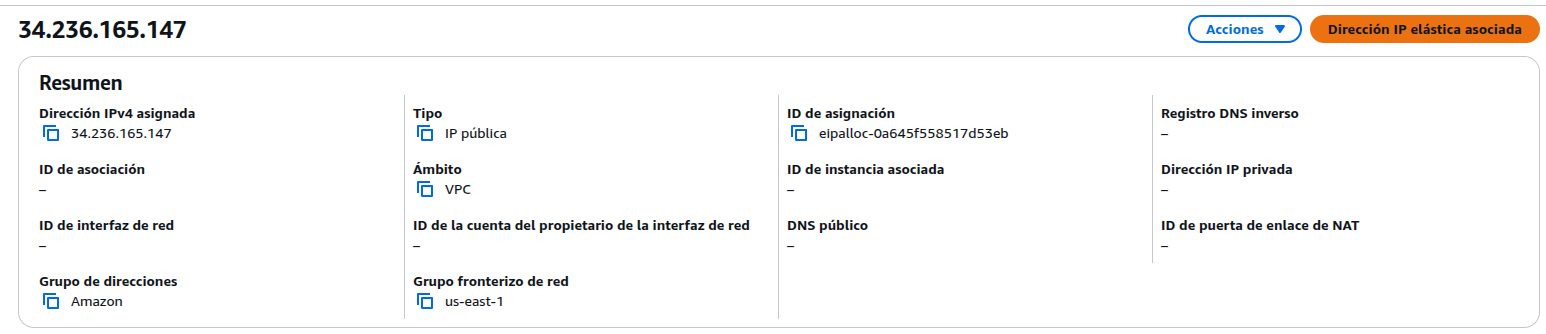 34.236.165.147
Acciones
Dirección IP elástica asociada
Resumen
Dirección IPv4 asignada
34.236.165.147
Tipo
IP pública
ID de asignación
eipalloc-0a645f558517d53eb
Registro DNS inverso
–
ID de asociación
–
Ámbito
VPC
ID de instancia asociada
–
Dirección IP privada
–
ID de interfaz de red
–
ID de la cuenta del propietario de la interfaz de red
–
DNS público
–
ID de puerta de enlace de NAT
–
Grupo de direcciones
Amazon
Grupo fronterizo de red
us-east-1